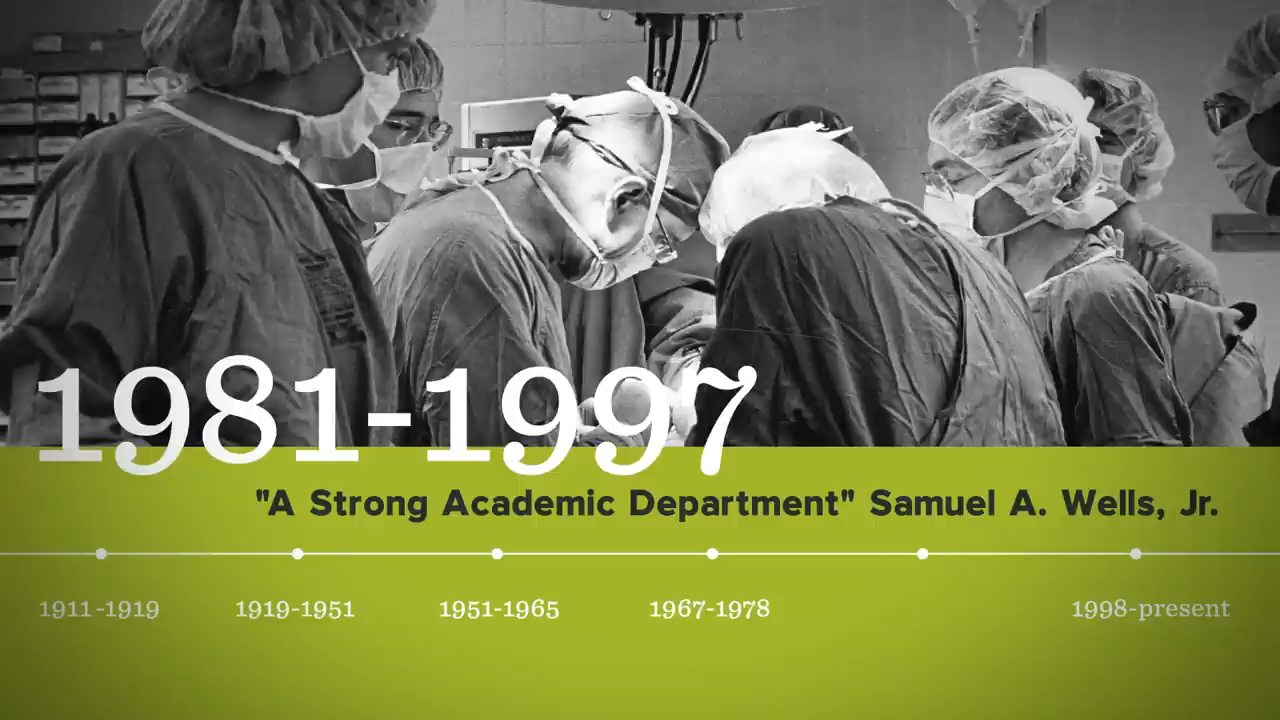 1981-1997
"A Strong Academic Department" Samuel A. Wells, Jr.
1911-1919 1919-1951 1951-1965 1967-1978 1998-present